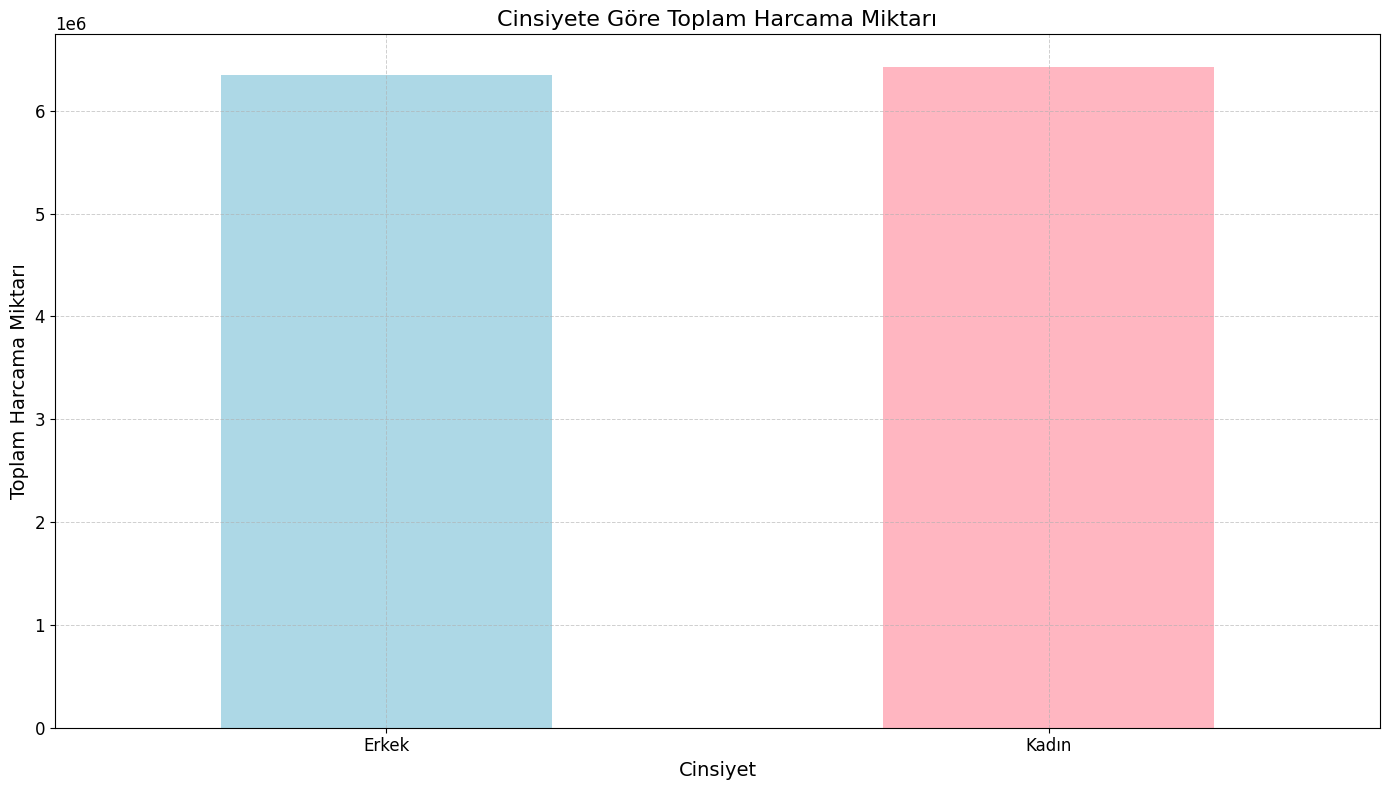 Cinsiyete Göre Toplam Harcama Miktarı
1e6
6
5
4
3
2
1
0
Toplam Harcama Miktarı
Erkek
Kadın
Cinsiyet